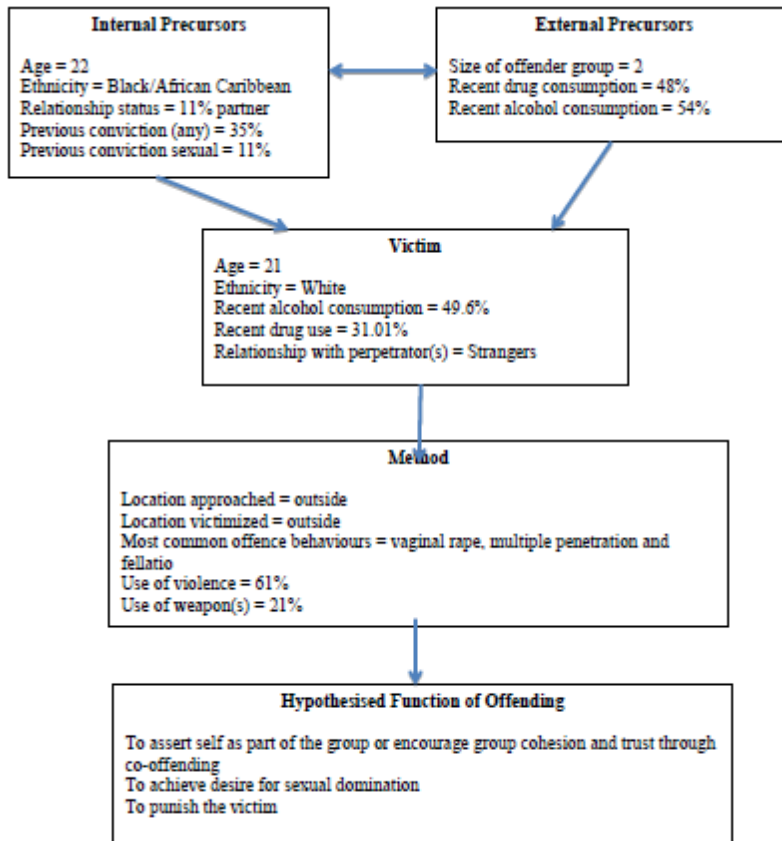 Internal Precursors
Age = 22
Ethnicity = Black/African Caribbean
Relationship status = 11% partner
Previous conviction (any) = 35%
Previous conviction sexual = 11%
External Precursors
Size of offender group = 2
Recent drug consumption = 48%
Recent alcohol consumption = 54%
Victim
Age = 21
Ethnicity = White
Recent alcohol consumption = 49.6%
Recent drug use = 31.01%
Relationship with perpetrator(s) = Strangers
Method
Location approached = outside
Location victimized = outside
Most common offence behaviours = vaginal rape, multiple penetration and
fellatio
Use of violence = 61%
Use of weapon(s) = 21%
Hypothesised Function of Offending
To assert self as part of the group or encourage group cohesion and trust through
co-offending
To achieve desire for sexual domination
To punish the victim